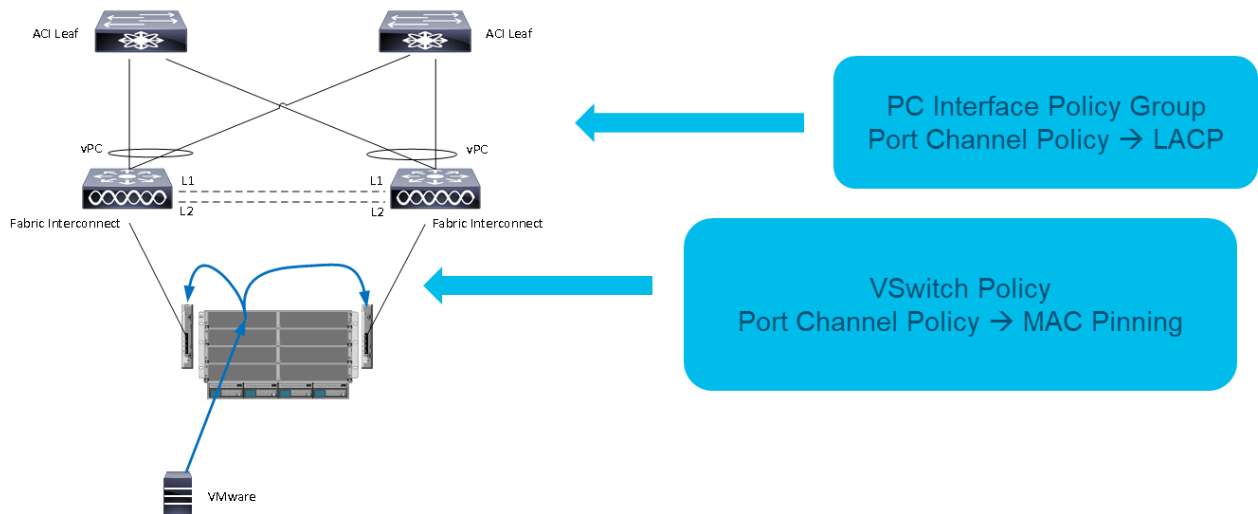 ACI Leaf
ACI Leaf
PC Interface Policy Group
Port Channel Policy → LACP
vPC
vPC
L1
L1
L2
L2
Fabric Interconnect
Fabric Interconnect
VSwitch Policy
Port Channel Policy → MAC Pinning
VMware